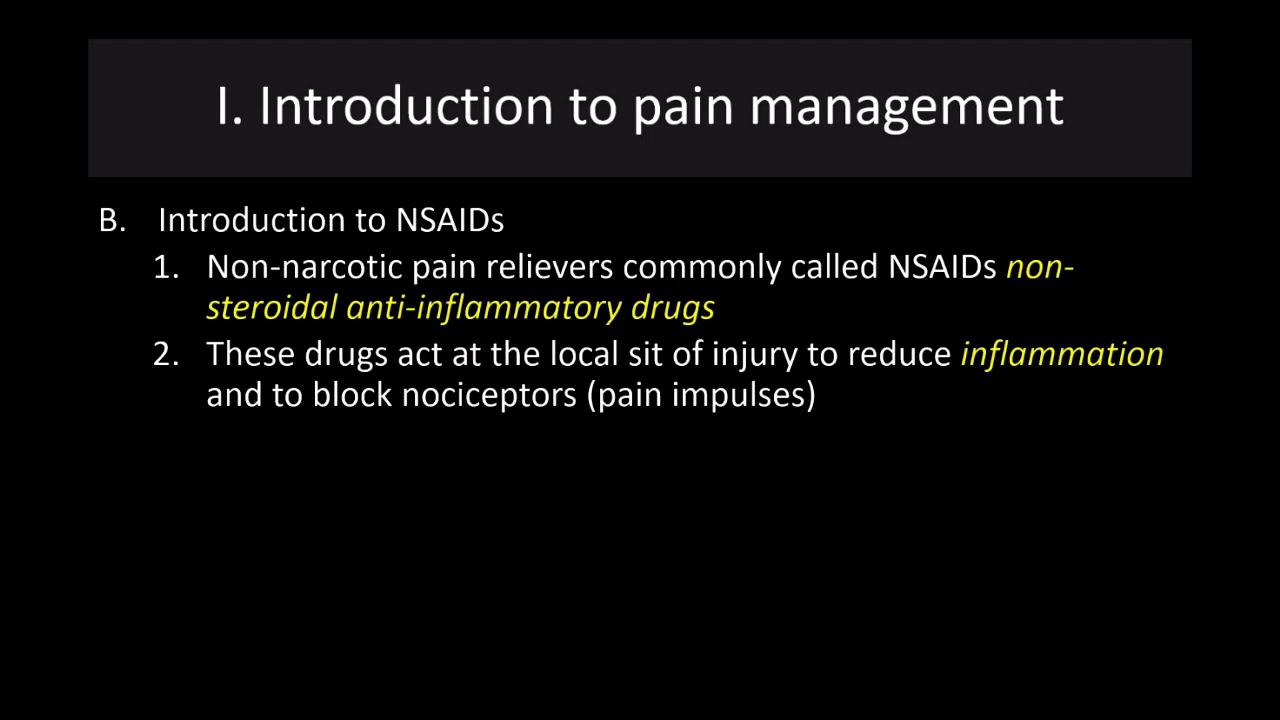 I. Introduction to pain management
B. Introduction to NSAIDs
1. Non-narcotic pain relievers commonly called NSAIDs non-
steroidal anti-inflammatory drugs
2. These drugs act at the local sit of injury to reduce inflammation
and to block nociceptors (pain impulses)